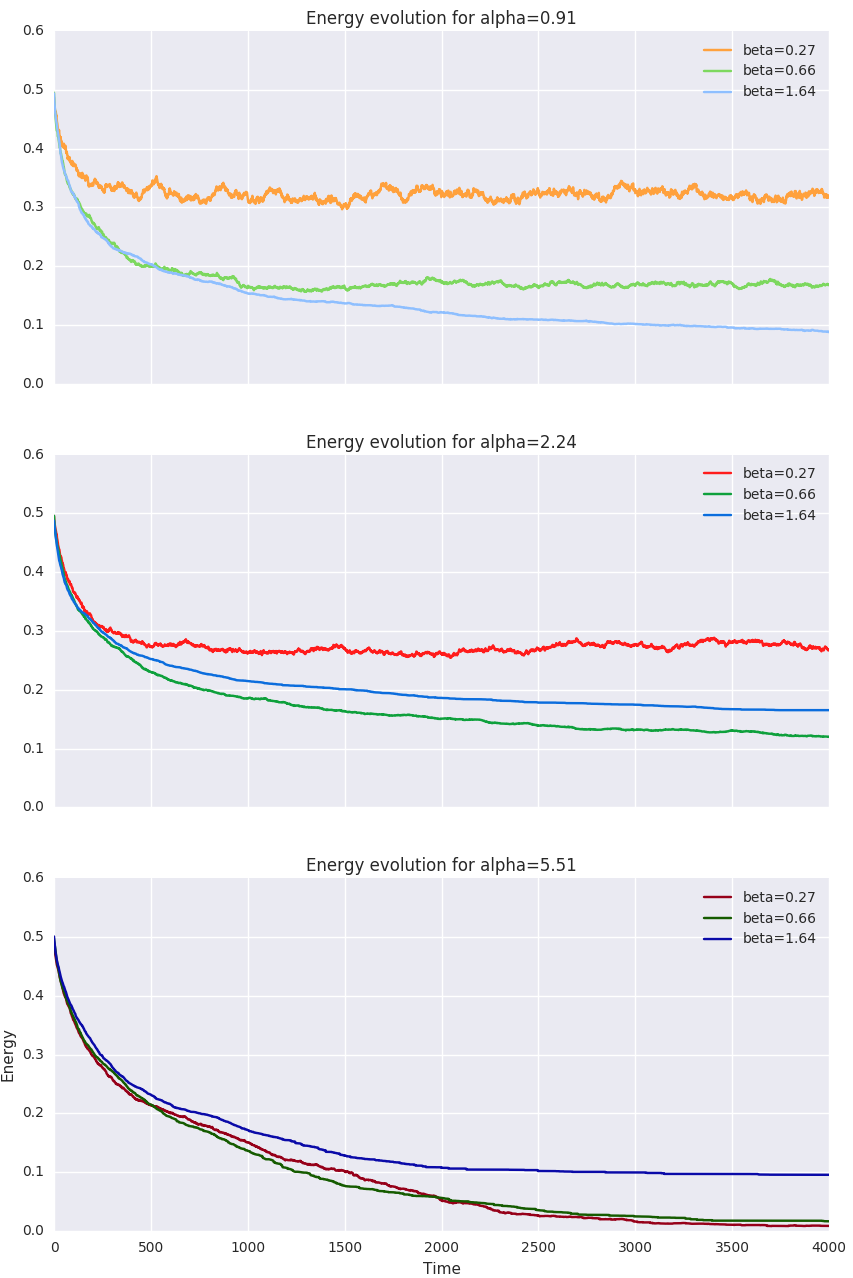 Energy evolution for alpha=0.91
0.6
0.5
0.4
0.3
0.2
0.1
0.0
beta=0.27
beta=0.66
beta=1.64
Energy evolution for alpha=2.24
0.6
0.5
0.4
0.3
0.2
0.1
0.0
beta=0.27
beta=0.66
beta=1.64
Energy evolution for alpha=5.51
0.6
0.5
0.4
0.3
0.2
0.1
0.0
beta=0.27
beta=0.66
beta=1.64
Energy
0 500 1000 1500 2000 2500 3000 3500 4000
Time